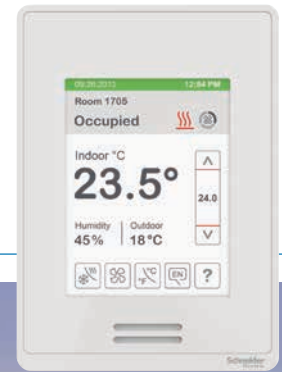 09.26.2013 12:04 PM
Room 1705
Occupied
Indoor °C
23.5°
24.0
Humidity Outdoor
45% 18°C
°C °F EN ?
Schneider